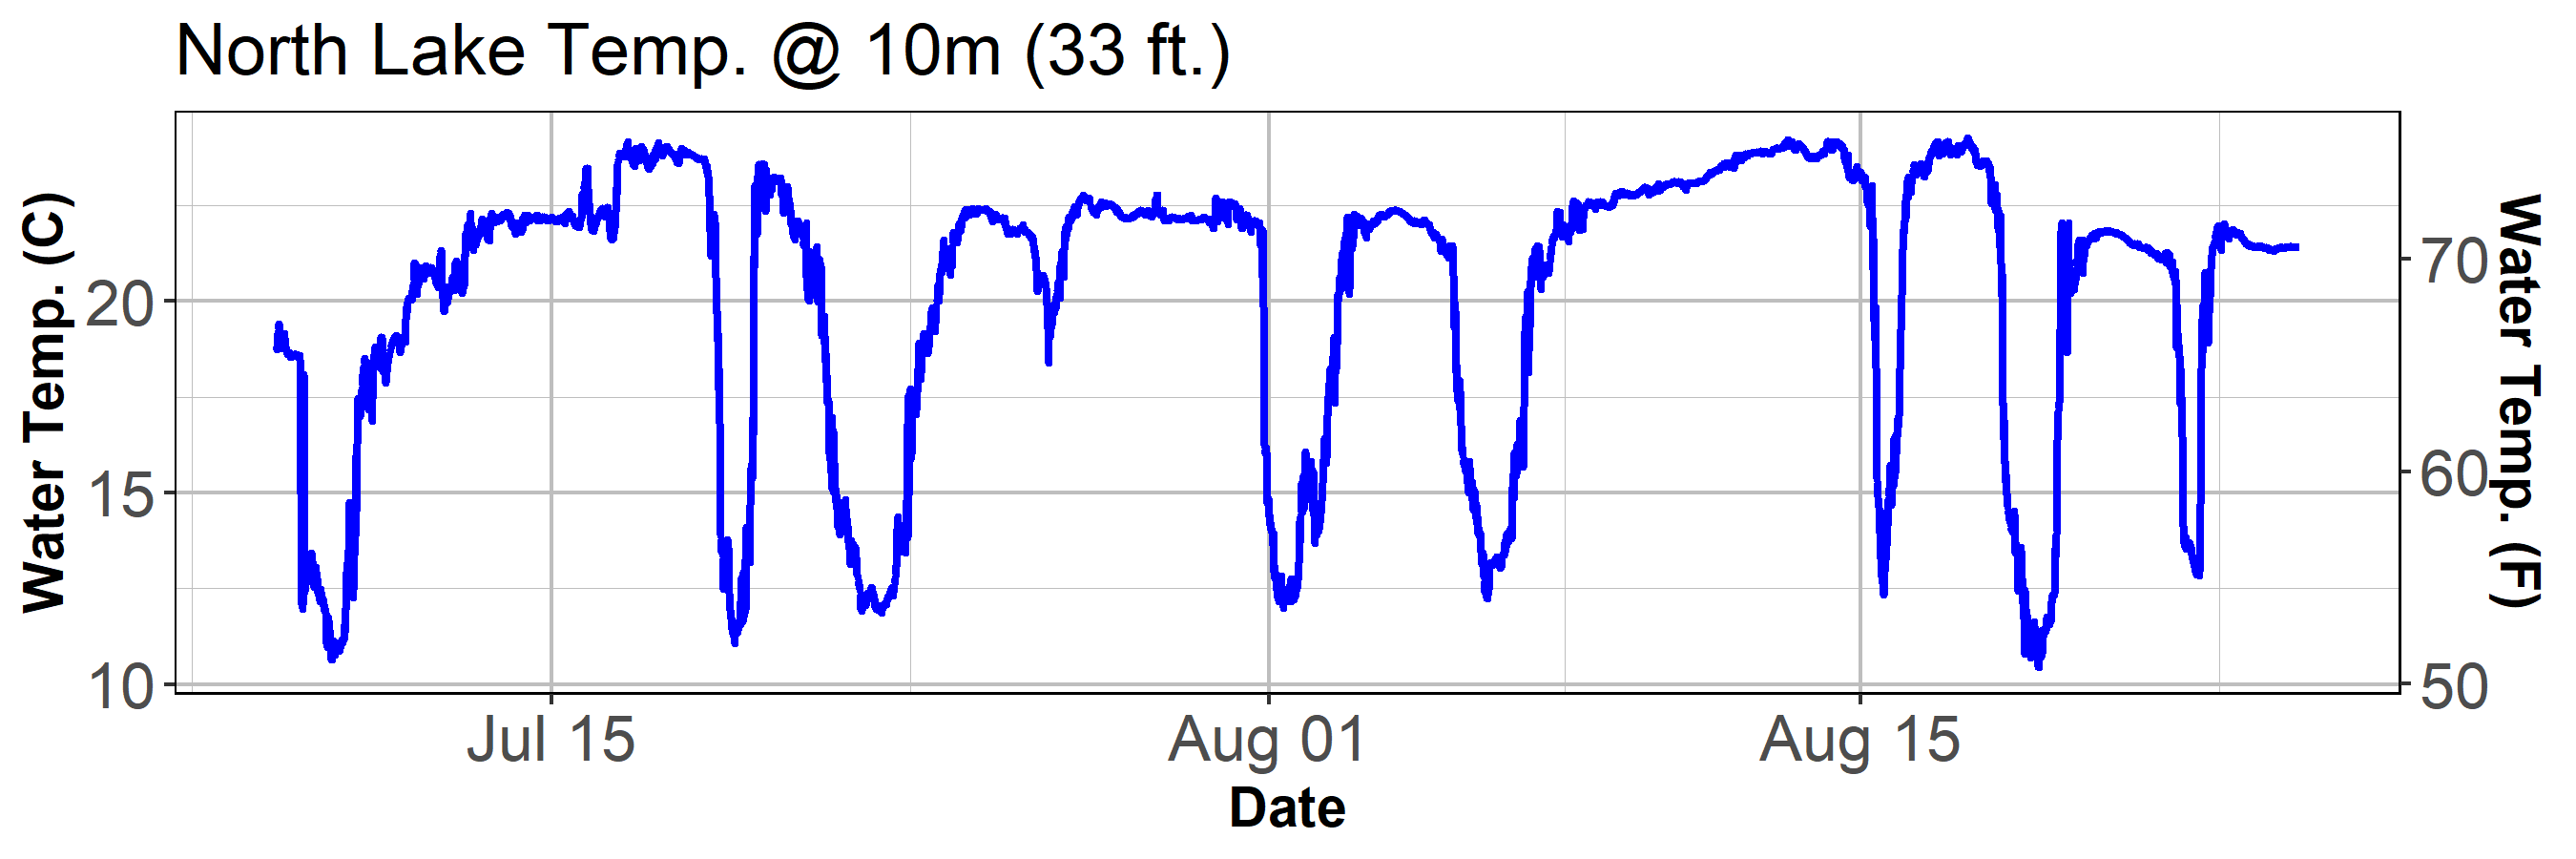 North Lake Temp. @ 10m (33 ft.)
Water Temp. (C)
20
15
10
70
60
50
Water Temp. (F)
Jul 15
Aug 01
Aug 15
Date